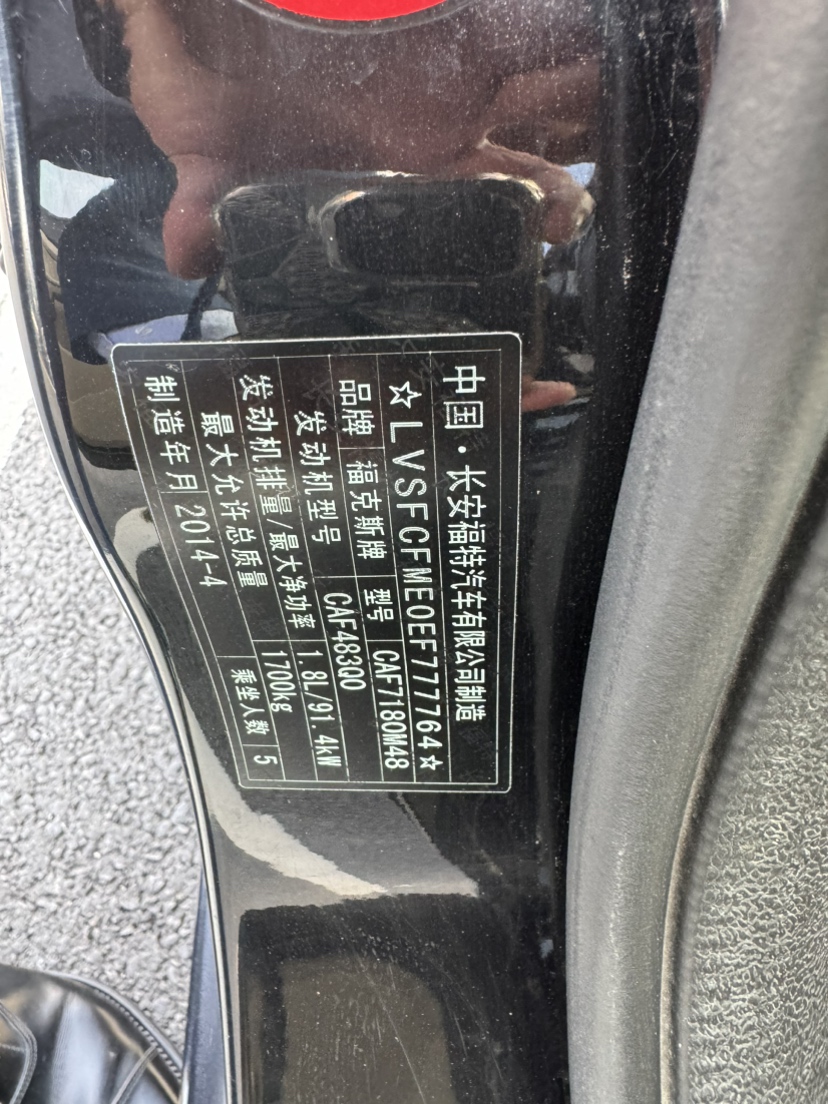 中国·长安福特汽车有限公司制造
☆LVSFCFME0EF777764☆
品牌 福克斯牌 型号 CAF7180M48
发动机型号 CAF483Q0
发动机排量/最大净功率 1.8L/91.4kW
最大允许总质量 1700kg
制造年月 2014-4 乘坐人数 5